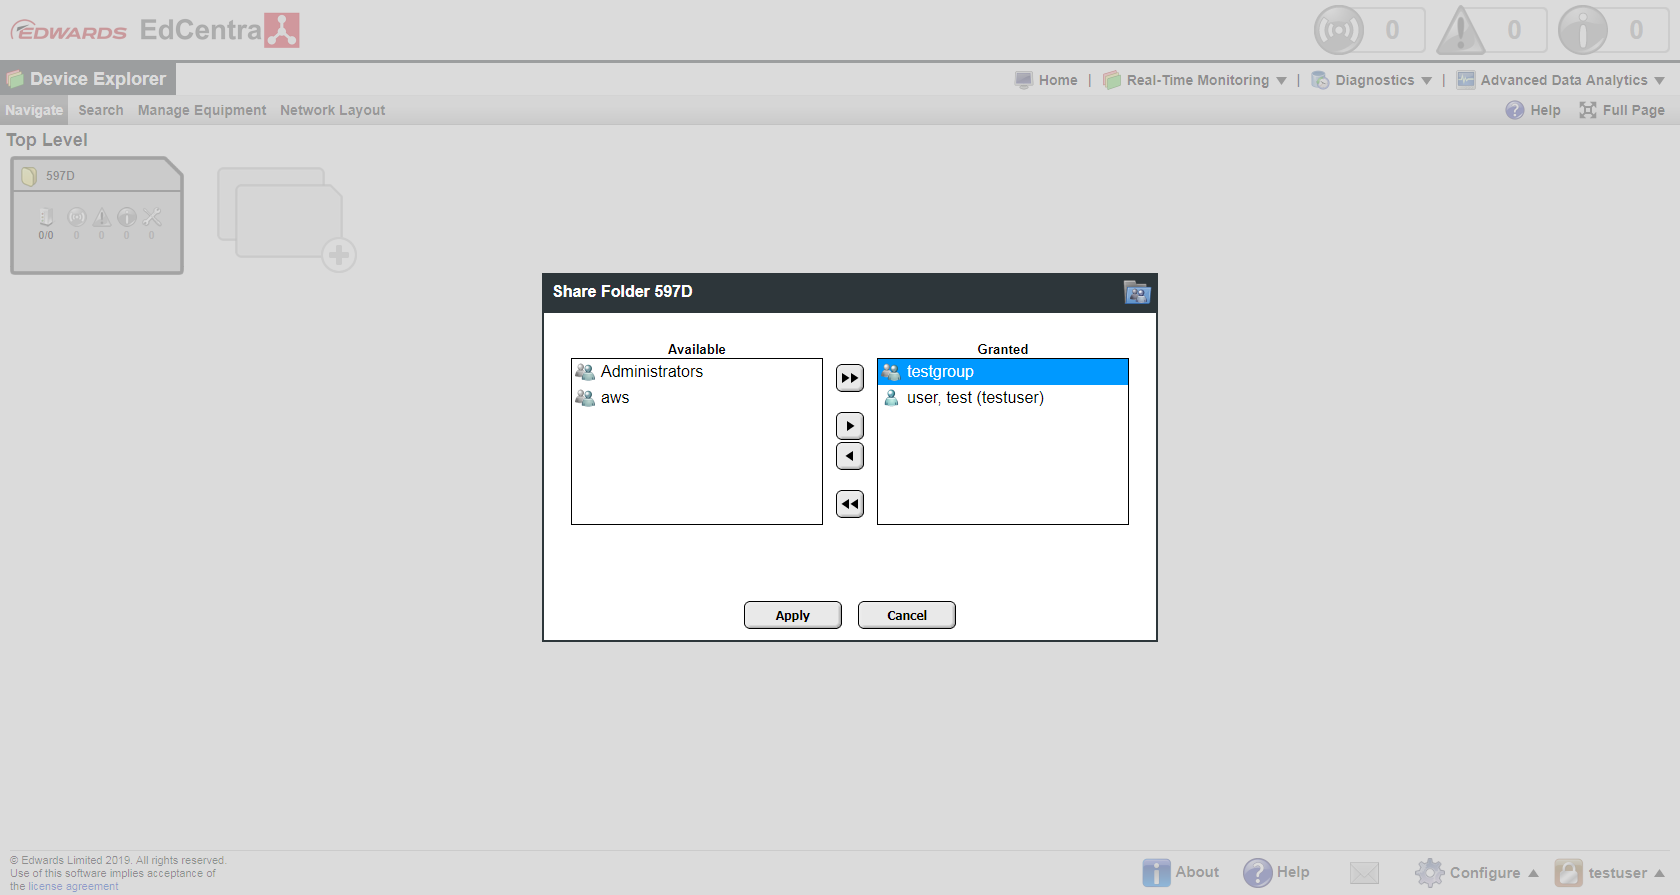 EDWARDS EdCentra
0 0 0
Device Explorer
Home | Real-Time Monitoring | Diagnostics | Advanced Data Analytics
Navigate Search Manage Equipment Network Layout
Help Full Page
Top Level
597D
0/0 0 0 0 0
Share Folder 597D
Available
Granted
Administrators
aws
testgroup
user, test (testuser)
Apply Cancel
© Edwards Limited 2019. All rights reserved.
Use of this software implies acceptance of
the license agreement
About Help Configure testuser